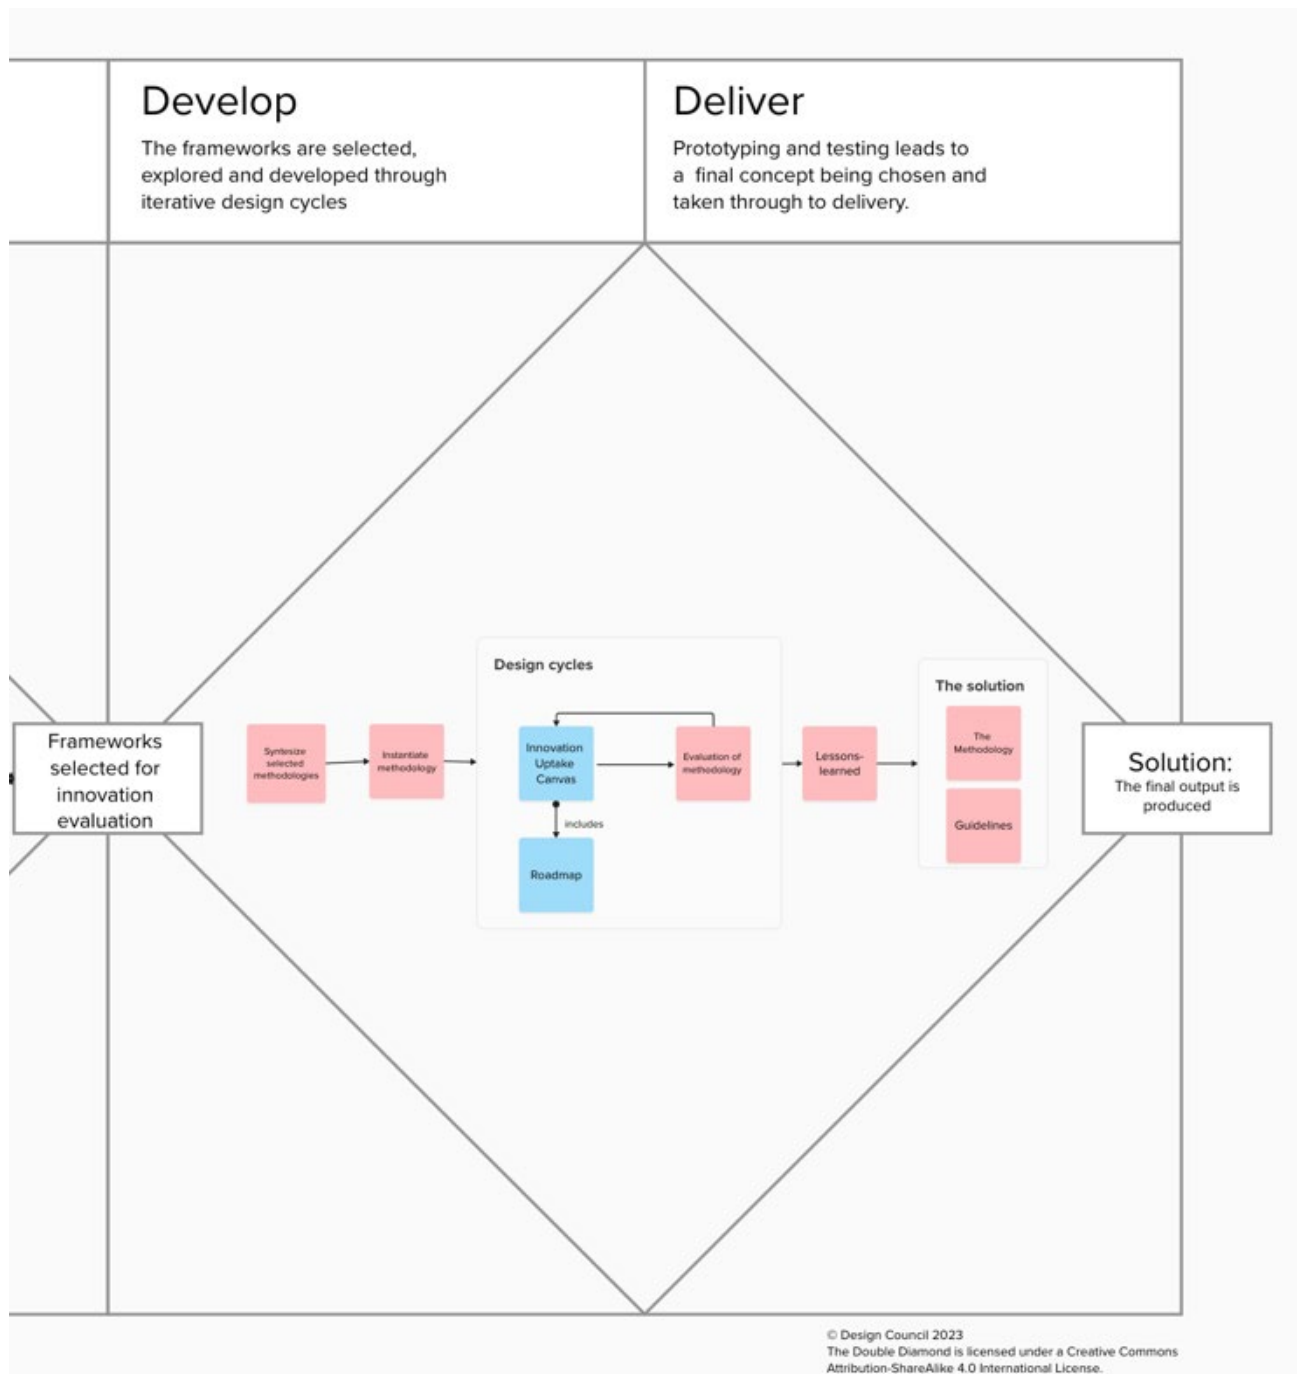 Develop
The frameworks are selected,
explored and developed through
iterative design cycles
Deliver
Prototyping and testing leads to
a final concept being chosen and
taken through to delivery.
Frameworks
selected for
innovation
evaluation
Syntesize
selected
methodologies
Instantiate
methodology
Design cycles
Innovation
Uptake
Canvas
includes
Roadmap
Evaluation of
methodology
Lessons-
learned
The solution
The
Methodology
Guidelines
Solution:
The final output is
produced
© Design Council 2023
The Double Diamond is licensed under a Creative Commons
Attribution-ShareAlike 4.0 International License.